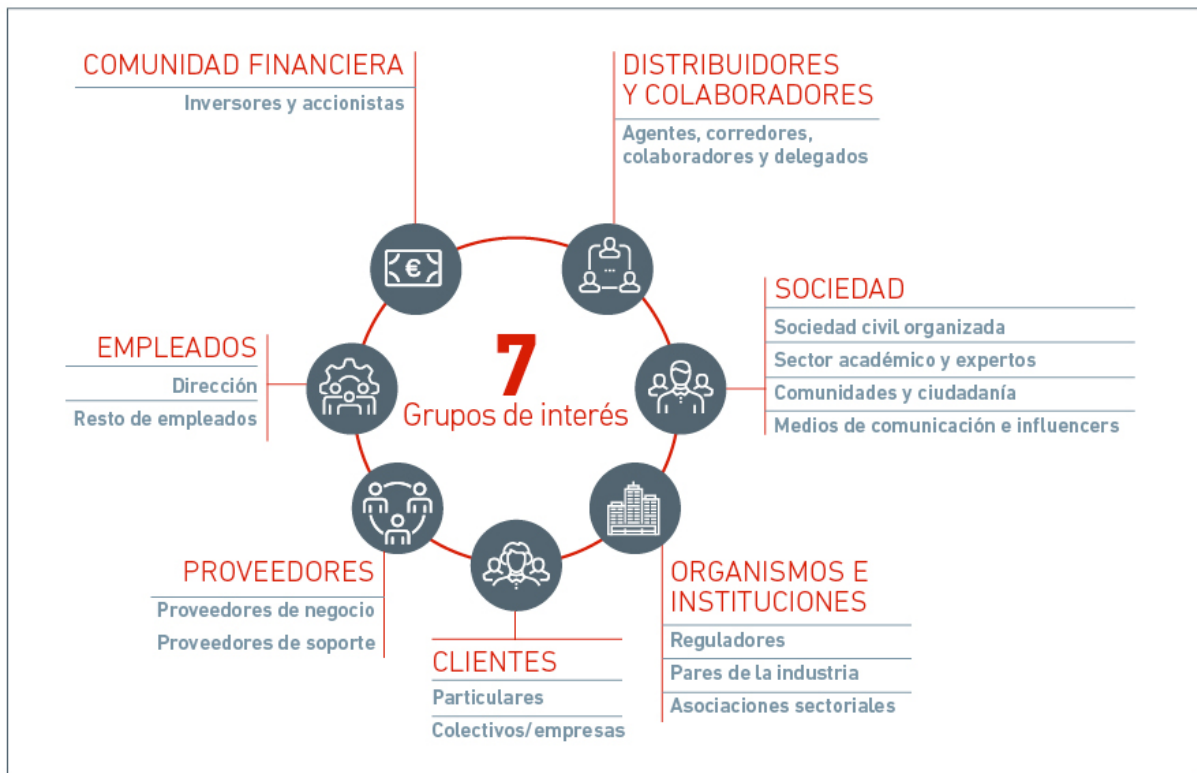 COMUNIDAD FINANCIERA
Inversores y accionistas
DISTRIBUIDORES
Y COLABORADORES
Agentes, corredores,
colaboradores y delegados
SOCIEDAD
Sociedad civil organizada
Sector académico y expertos
Comunidades y ciudadanía
Medios de comunicación e influencers
EMPLEADOS
Dirección
Resto de empleados
€
...
7
Grupos de interés
PROVEEDORES
Proveedores de negocio
Proveedores de soporte
CLIENTES
Particulares
Colectivos/empresas
ORGANISMOS E
INSTITUCIONES
Reguladores
Pares de la industria
Asociaciones sectoriales